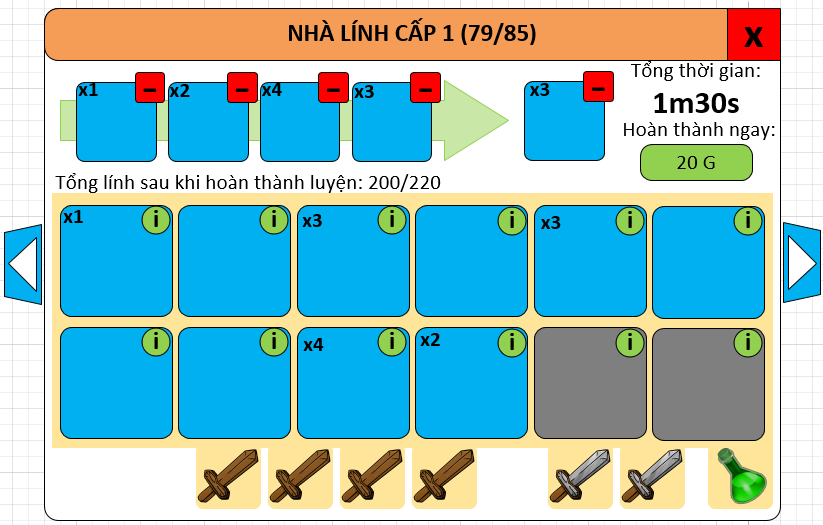 NHÀ LÍNH CẤP 1 (79/85)
X
x1 – x2 – x4 – x3 – x3 –
Tổng thời gian:
1m30s
Hoàn thành ngay:
20 G
Tổng lính sau khi hoàn thành luyện: 200/220
x1 i i x3 i i x3 i i
i i x4 i x2 i i i